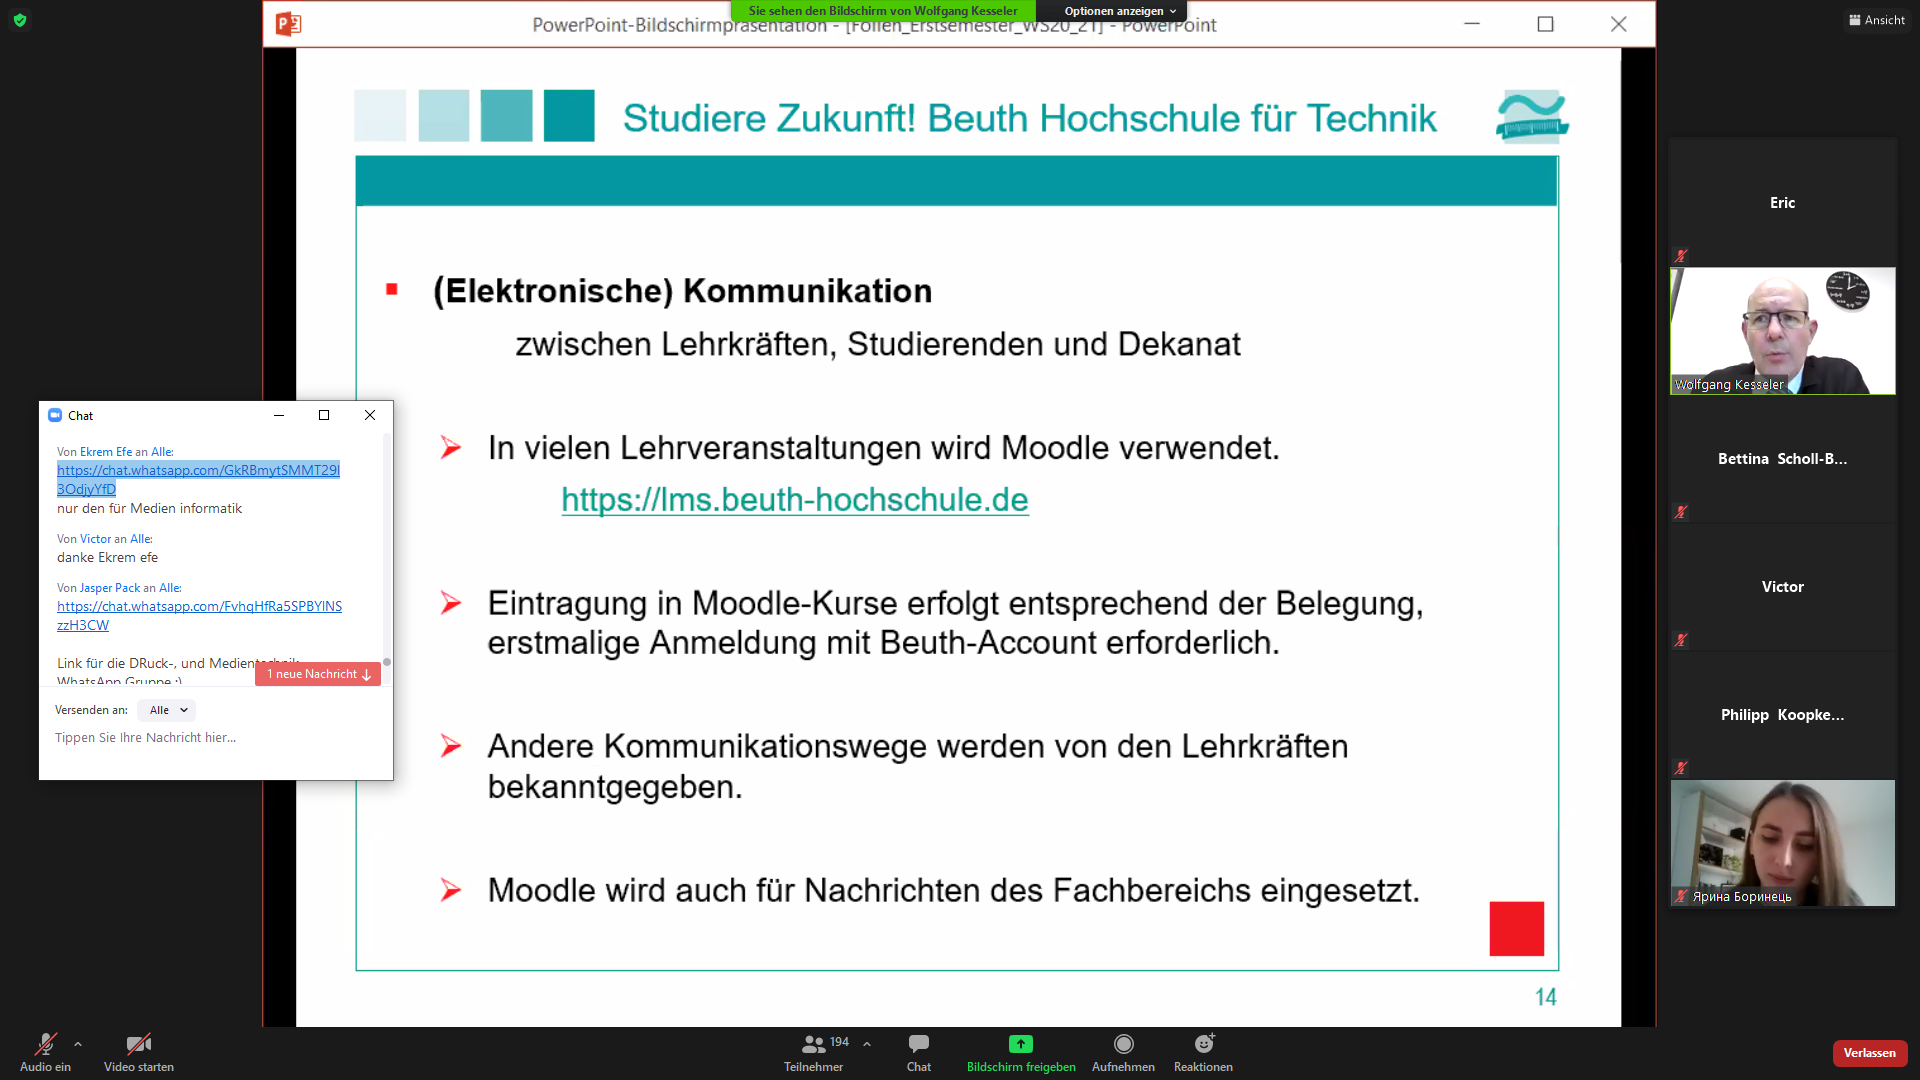 PowerPoint-Bildschirmpräsentation - [Folien_Erstsemester_WS20_21] - PowerPoint
Sie sehen den Bildschirm von Wolfgang Kesseler
Optionen anzeigen
Ansicht
Studiere Zukunft! Beuth Hochschule für Technik
(Elektronische) Kommunikation
zwischen Lehrkräften, Studierenden und Dekanat
In vielen Lehrveranstaltungen wird Moodle verwendet.
https://lms.beuth-hochschule.de
Eintragung in Moodle-Kurse erfolgt entsprechend der Belegung,
erstmalige Anmeldung mit Beuth-Account erforderlich.
Andere Kommunikationswege werden von den Lehrkräften
bekanntgegeben.
Moodle wird auch für Nachrichten des Fachbereichs eingesetzt.
14
Chat
Von Ekrem Efe an Alle:
https://chat.whatsapp.com/GkRBmytSMMT29l
3OdjyYfD
nur den für Medien informatik
Von Victor an Alle:
danke Ekrem efe
Von Jasper Pack an Alle:
https://chat.whatsapp.com/FvhqHfRa5SPBYlNS
zzH3CW
Link für die DRuck-, und Medientechnik
WhatsApp Gruppe :)
1 neue Nachricht
Versenden an: Alle
Tippen Sie Ihre Nachricht hier...
Eric
Wolfgang Kesseler
Bettina Scholl-B...
Victor
Philipp Koopke...
Ярина Боринець
Audio ein
Video starten
194
Teilnehmer
Chat
Bildschirm freigeben
Aufnehmen
Reaktionen
Verlassen